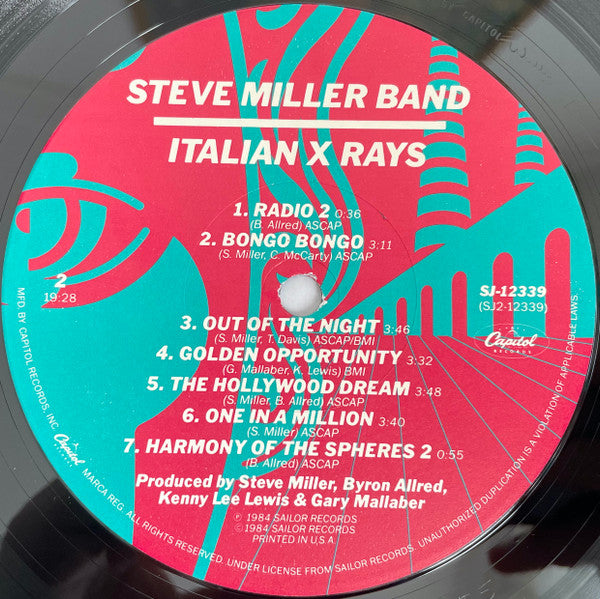 STEVE MILLER BAND
ITALIAN X RAYS
1. RADIO 2 0:36
(B. Allred) ASCAP
2. BONGO BONGO 3:11
(S. Miller, C. McCarty) ASCAP
2
19:28
SJ-12339
(SJ2-12339)
Capitol
RECORDS
3. OUT OF THE NIGHT 3:46
(S. Miller, T. Davis) ASCAP/BMI
4. GOLDEN OPPORTUNITY 3:32
(G. Mallaber, K. Lewis) BMI
5. THE HOLLYWOOD DREAM 3:48
(S. Miller, B. Allred) ASCAP
6. ONE IN A MILLION 3:40
(S. Miller) ASCAP
7. HARMONY OF THE SPHERES 2 0:55
(B. Allred) ASCAP
Produced by Steve Miller, Byron Allred,
Kenny Lee Lewis & Gary Mallaber
℗ 1984 SAILOR RECORDS
©1984 SAILOR RECORDS
PRINTED IN U.S.A.
MFD. BY CAPITOL RECORDS, INC. Capitol MARCA REG. ALL RIGHTS RESERVED. UNDER LICENSE FROM SAILOR RECORDS. UNAUTHORIZED DUPLICATION IS A VIOLATION OF APPLICABLE LAWS.